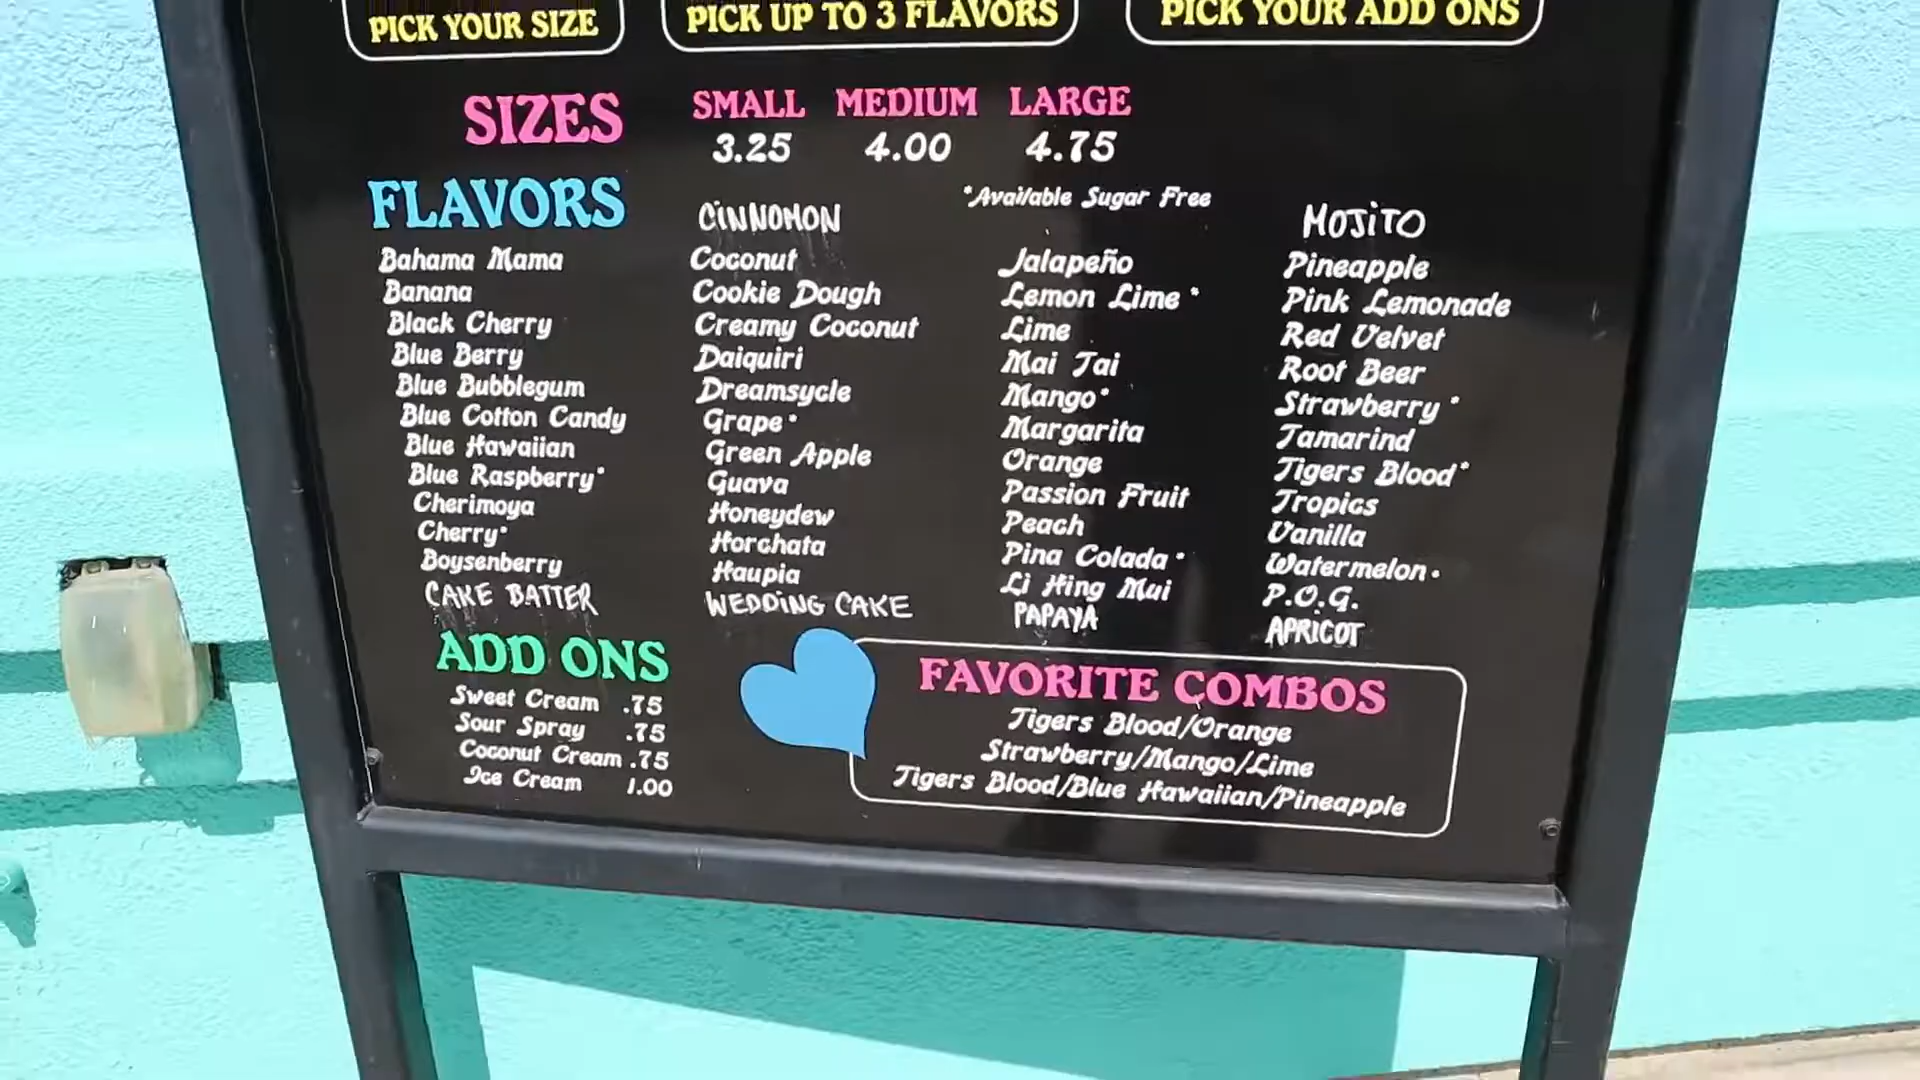 PICK YOUR SIZE
PICK UP TO 3 FLAVORS
PICK YOUR ADD ONS
SIZES
SMALL MEDIUM LARGE
3.25 4.00 4.75
FLAVORS
*Available Sugar Free
Bahama Mama
Banana
Black Cherry
Blue Berry
Blue Bubblegum
Blue Cotton Candy
Blue Hawaiian
Blue Raspberry*
Cherimoya
Cherry*
Boysenberry
CAKE BATTER
CiNNOMON
Coconut
Cookie Dough
Creamy Coconut
Daiquiri
Dreamsycle
Grape*
Green Apple
Guava
Honeydew
Horchata
Haupia
WEDDiNG CAKE
Jalapeño
Lemon Lime*
Lime
Mai Tai
Mango*
Margarita
Orange
Passion Fruit
Peach
Pina Colada*
Li Hing Mui
PAPAYA
MOJiTO
Pineapple
Pink Lemonade
Red Velvet
Root Beer
Strawberry*
Tamarind
Tigers Blood*
Tropics
Vanilla
Watermelon•
P.O.G.
APRICOT
ADD ONS
Sweet Cream .75
Sour Spray .75
Coconut Cream .75
Ice Cream 1.00
FAVORITE COMBOS
Tigers Blood/Orange
Strawberry/Mango/Lime
Tigers Blood/Blue Hawaiian/Pineapple